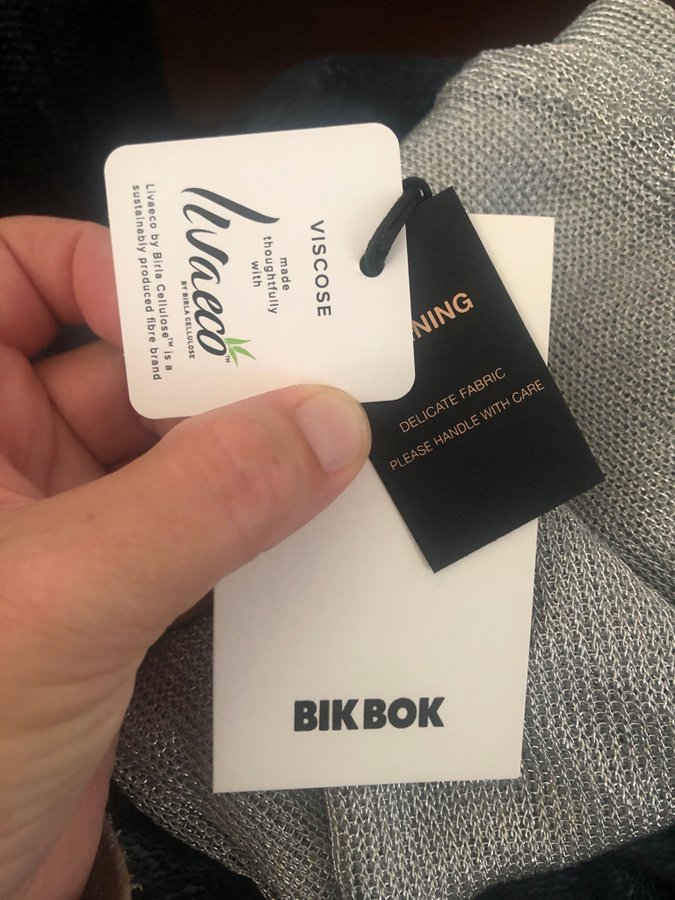 VISCOSE
made
thoughtfully
with
livaeco™
BY BIRLA CELLULOSE
Livaeco by Birla Cellulose™ is a
sustainably produced fibre brand
NING
DELICATE FABRIC
PLEASE HANDLE WITH CARE
BIKBOK